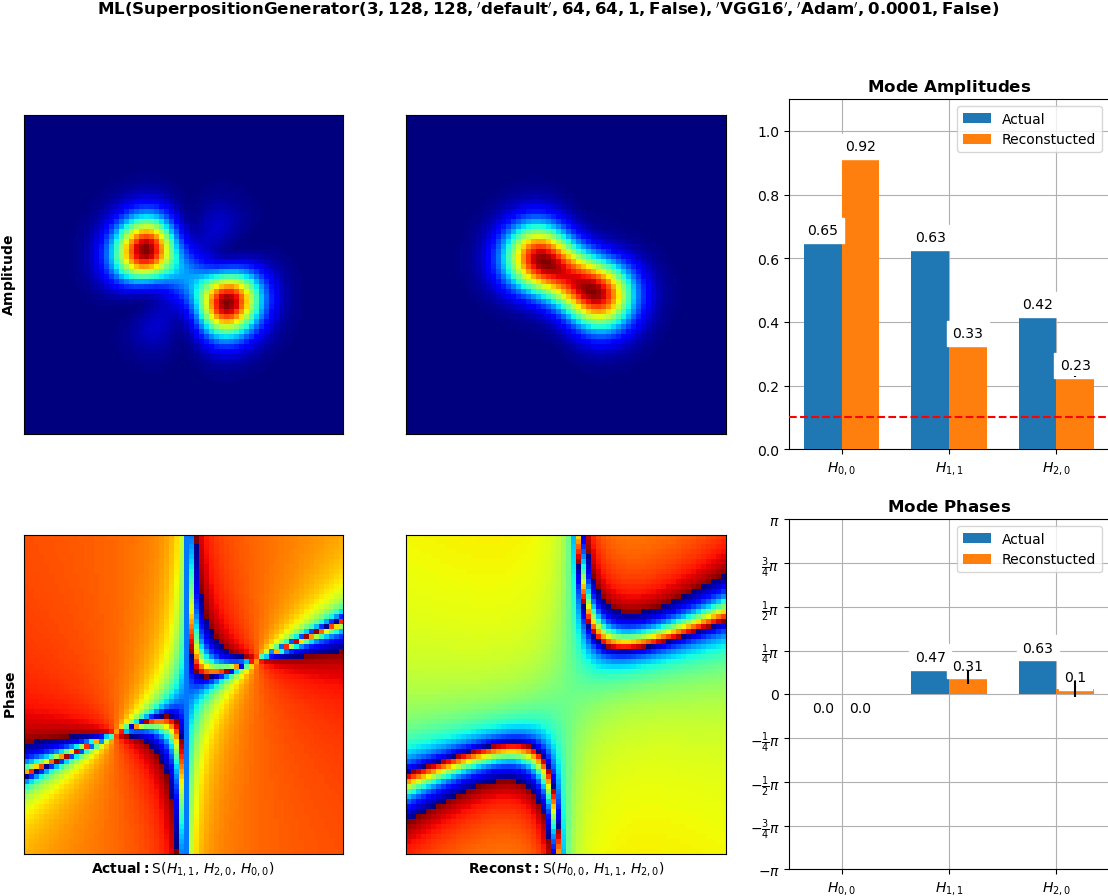 ML(SuperpositionGenerator(3, 128, 128, 'default', 64, 64, 1, False), 'VGG16', 'Adam', 0.0001, False)
Mode Amplitudes
Amplitude
1.0
0.8
0.6
0.4
0.2
0.0
Actual
Reconstucted
0.65
0.92
0.63
0.33
0.42
0.23
H0,0
H1,1
H2,0
Mode Phases
Phase
π
3/4π
1/2π
1/4π
0
−1/4π
−1/2π
−3/4π
−π
Actual
Reconstucted
0.0
0.0
0.47
0.31
0.63
0.1
H0,0
H1,1
H2,0
Actual: S(H1,1, H2,0, H0,0)
Reconst: S(H0,0, H1,1, H2,0)